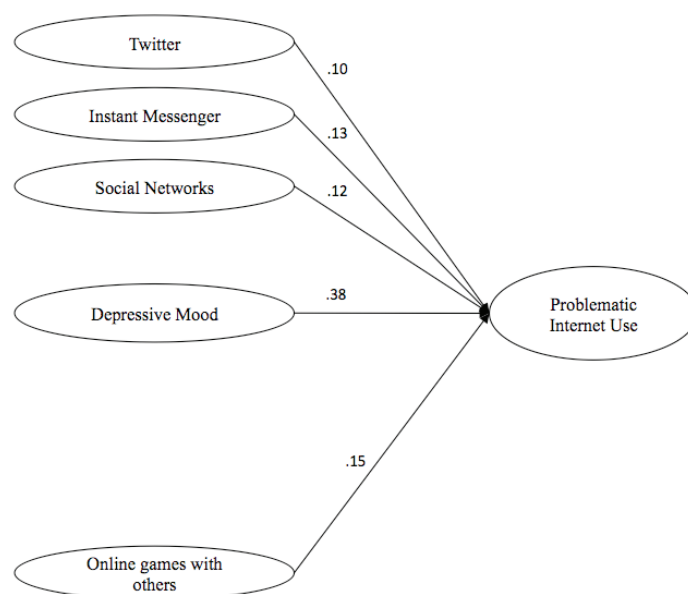 Twitter
.10
Instant Messenger
.13
Social Networks
.12
Depressive Mood
.38
Problematic
Internet Use
.15
Online games with
others